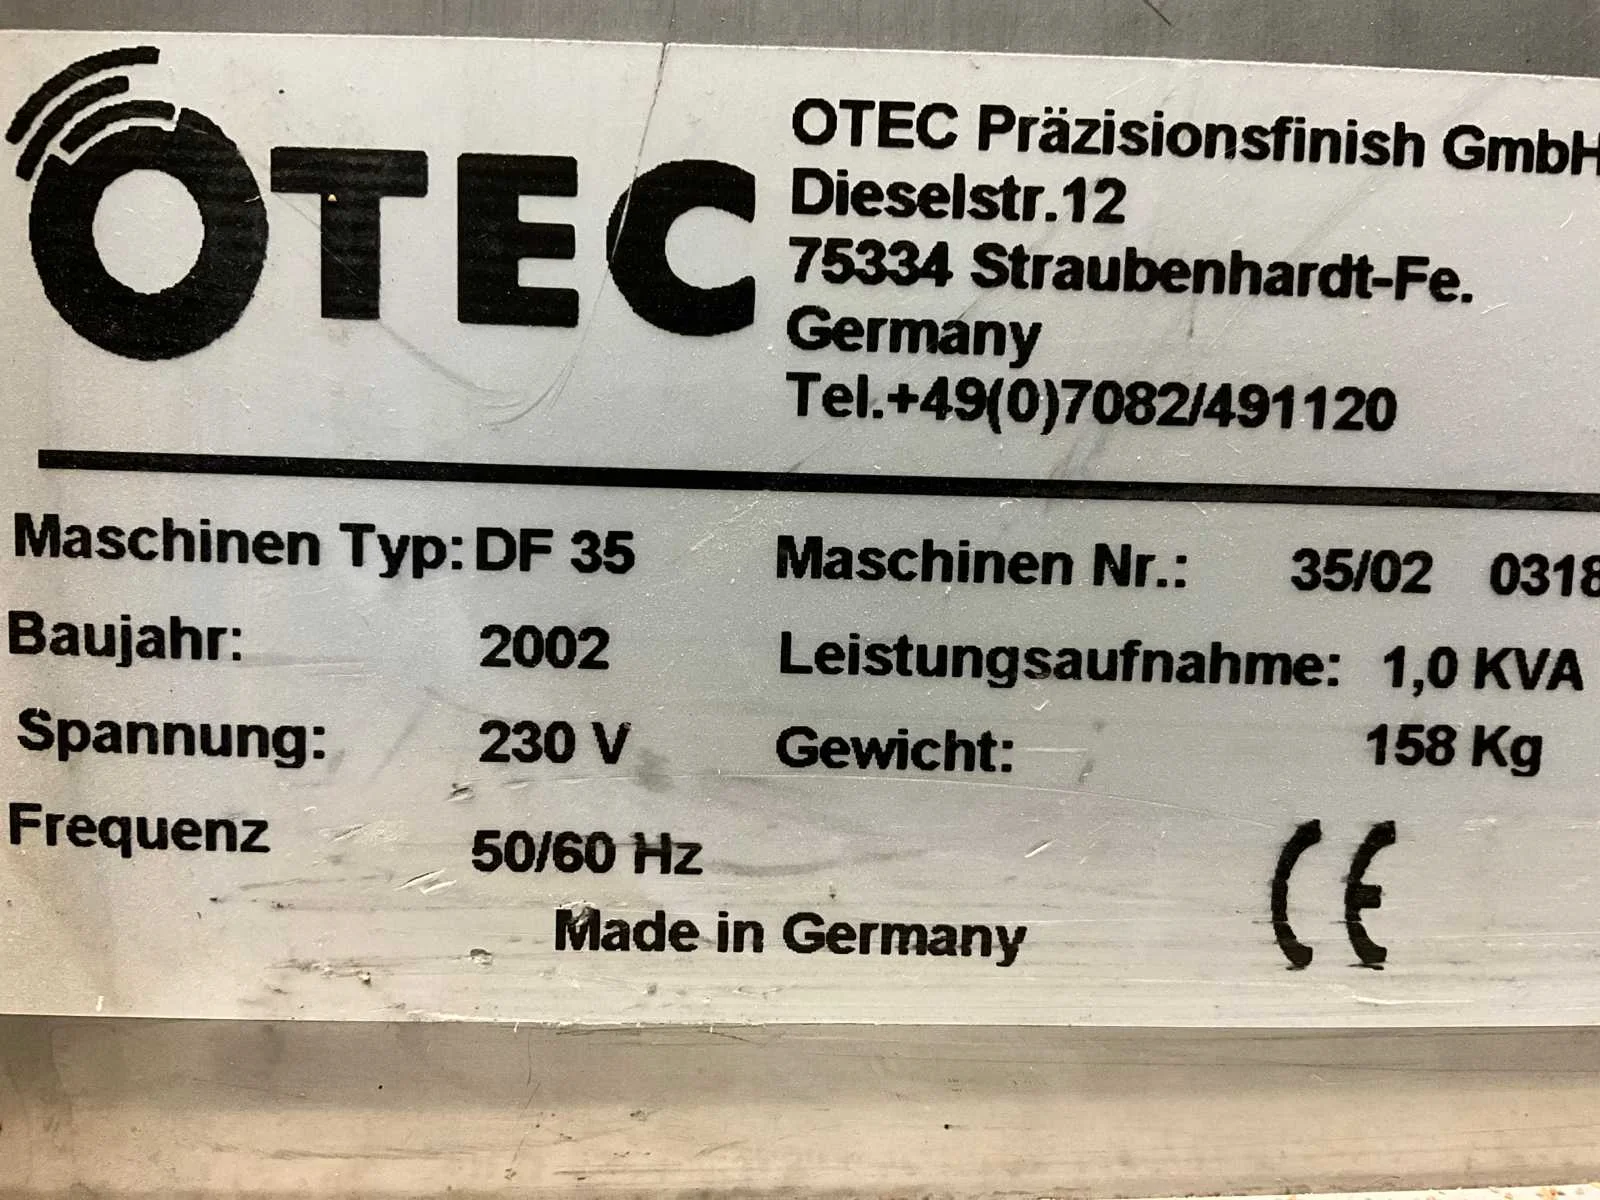 OTEC
OTEC Präzisionsfinish GmbH
Dieselstr.12
75334 Straubenhardt-Fe.
Germany
Tel.+49(0)7082/491120
Maschinen Typ: DF 35 Maschinen Nr.: 35/02 0318
Baujahr: 2002 Leistungsaufnahme: 1,0 KVA
Spannung: 230 V Gewicht: 158 Kg
Frequenz 50/60 Hz
Made in Germany CE